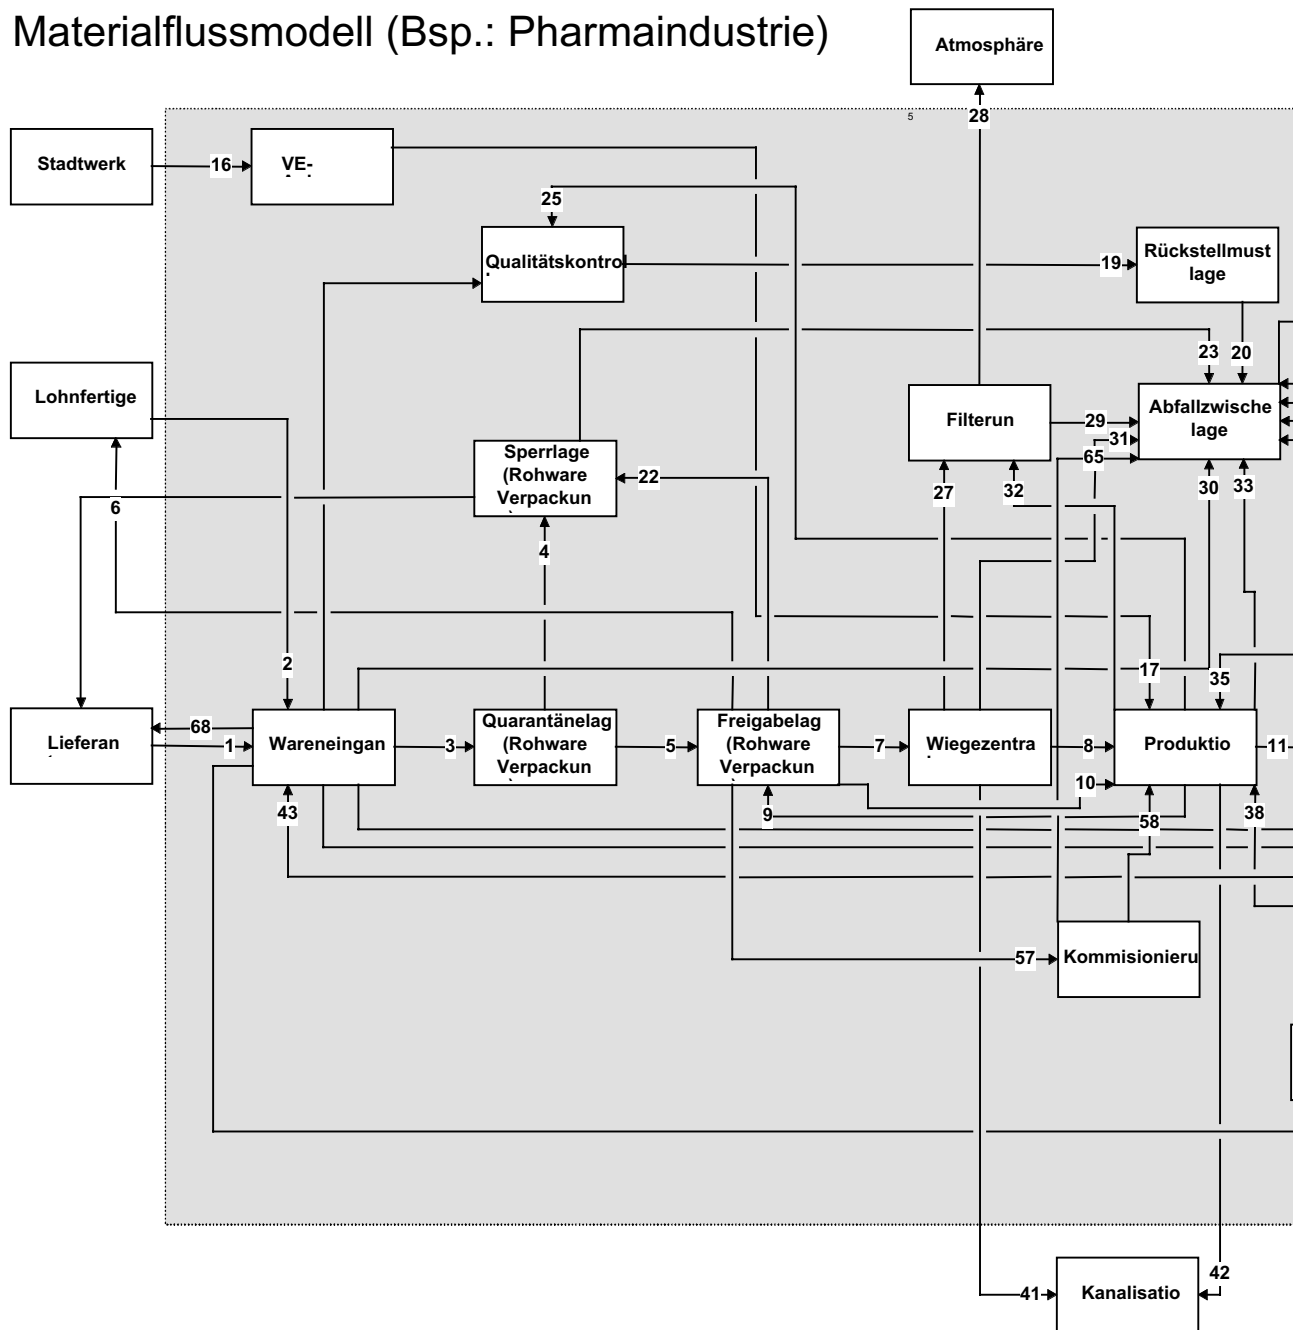 Materialflussmodell (Bsp.: Pharmaindustrie)
Atmosphäre
28
5
Stadtwerk
16
VE-
25
Qualitätskontrol
19
Rückstellmust
lage
23
20
Lohnfertige
Filterun
29
31
65
Abfallzwische
lage
Sperrlage
(Rohware
Verpackun
22
27
32
30
33
6
4
2
17
35
68
Lieferan
1
Wareneingan
3
Quarantänelag
(Rohware
Verpackun
5
Freigabelag
(Rohware
Verpackun
7
Wiegezentra
8
Produktio
11
10
43
9
58
38
57
Kommisionieru
41
Kanalisatio
42